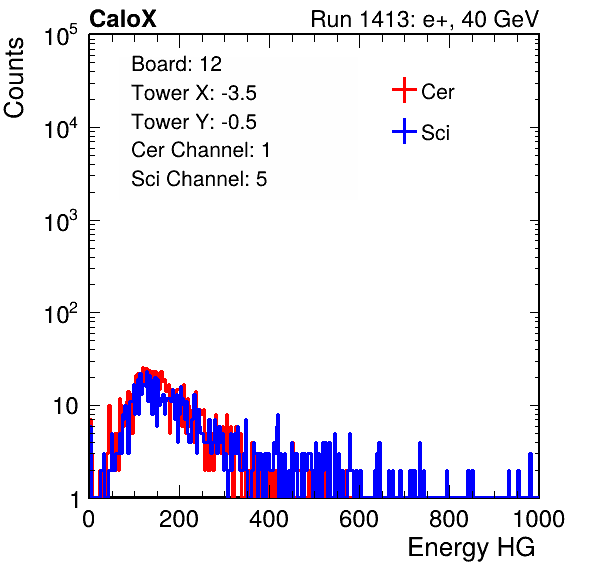 CaloX Run 1413: e+, 40 GeV
Counts
Board: 12
Tower X: -3.5
Tower Y: -0.5
Cer Channel: 1
Sci Channel: 5
Cer
Sci
10^5
10^4
10^3
10^2
10
1
0 200 400 600 800 1000
Energy HG